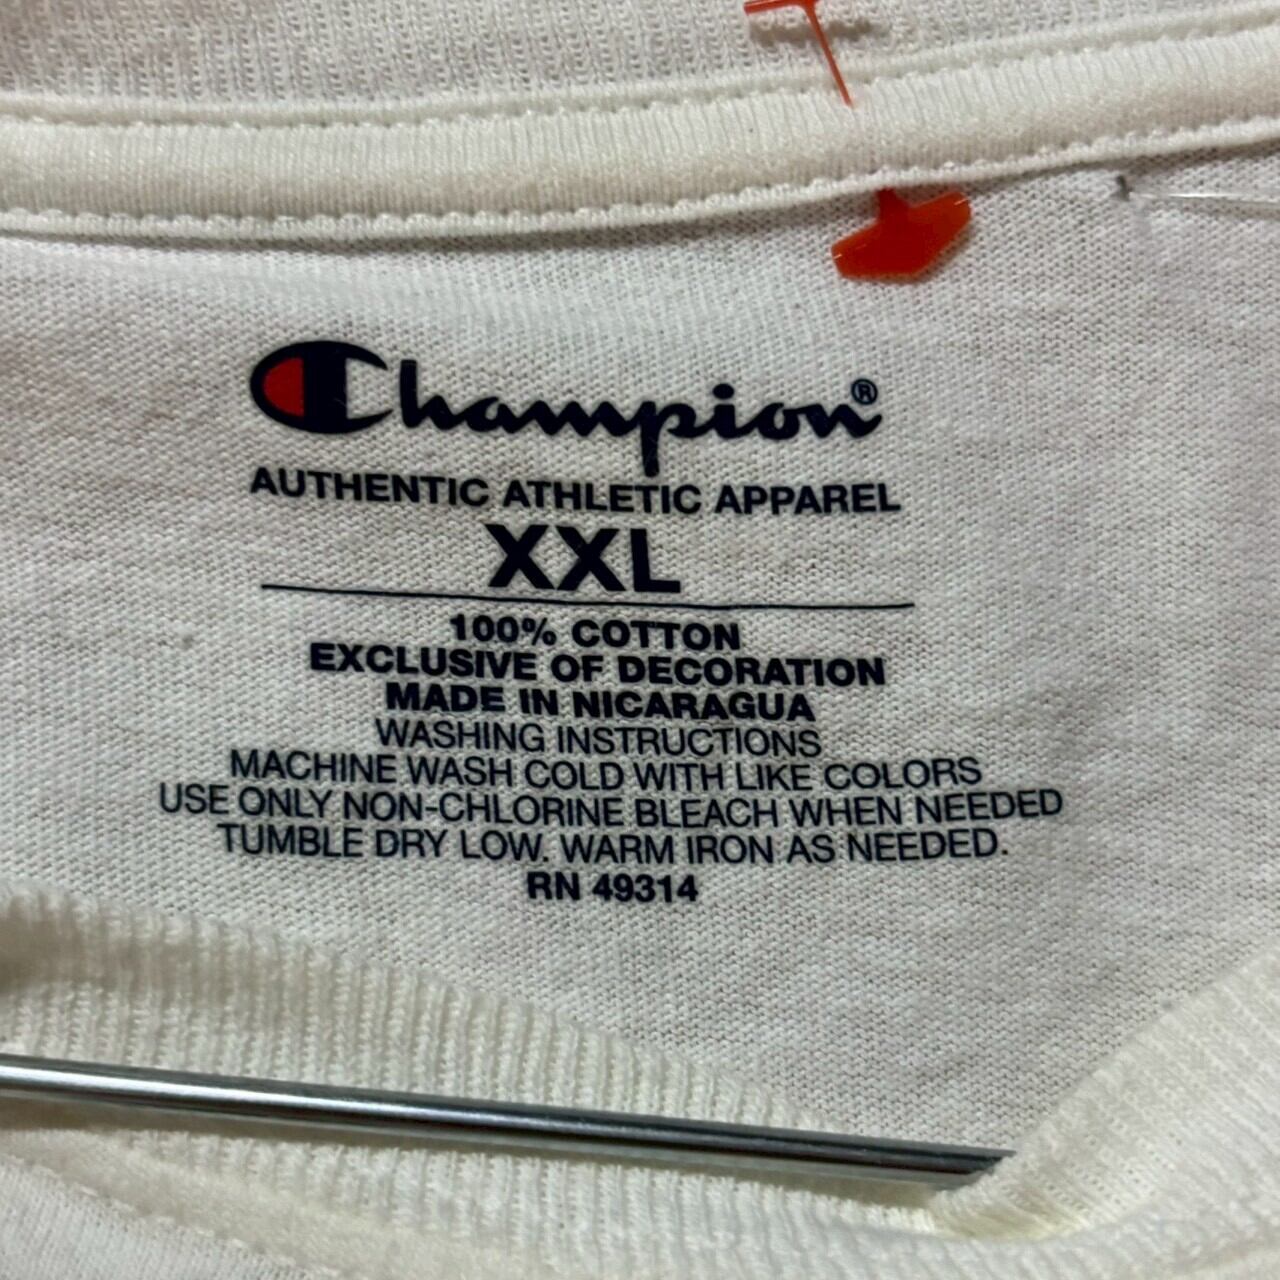 Champion®
AUTHENTIC ATHLETIC APPAREL
XXL
100% COTTON
EXCLUSIVE OF DECORATION
MADE IN NICARAGUA
WASHING INSTRUCTIONS
MACHINE WASH COLD WITH LIKE COLORS
USE ONLY NON-CHLORINE BLEACH WHEN NEEDED
TUMBLE DRY LOW. WARM IRON AS NEEDED.
RN 49314